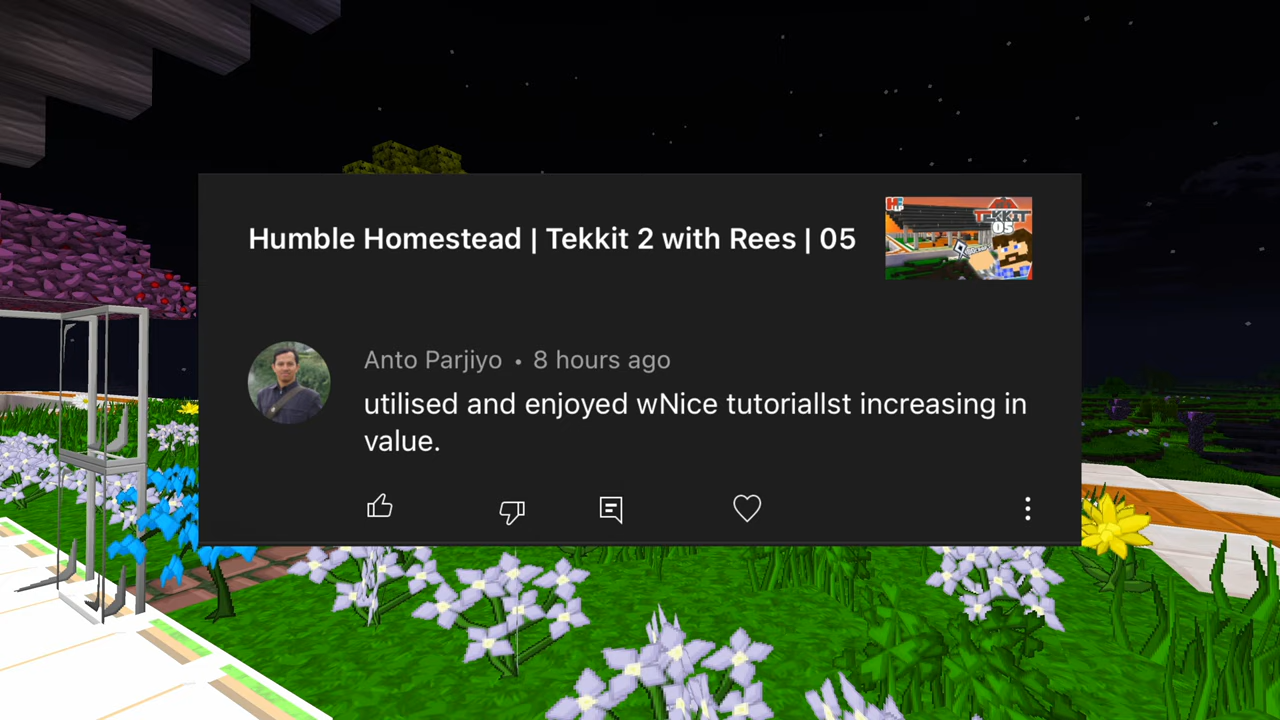 Humble Homestead | Tekkit 2 with Rees | 05
TEKKIT
05
Anto Parjiyo • 8 hours ago
utilised and enjoyed wNice tutoriallst increasing in
value.